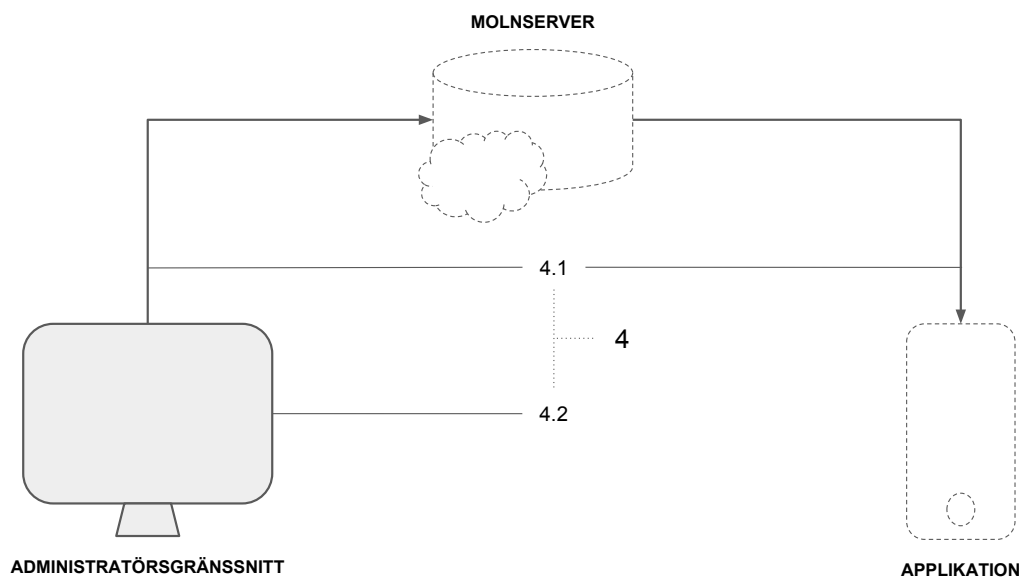 MOLNSERVER
4.1
4
4.2
ADMINISTRATÖRSGRÄNSSNITT
APPLIKATION